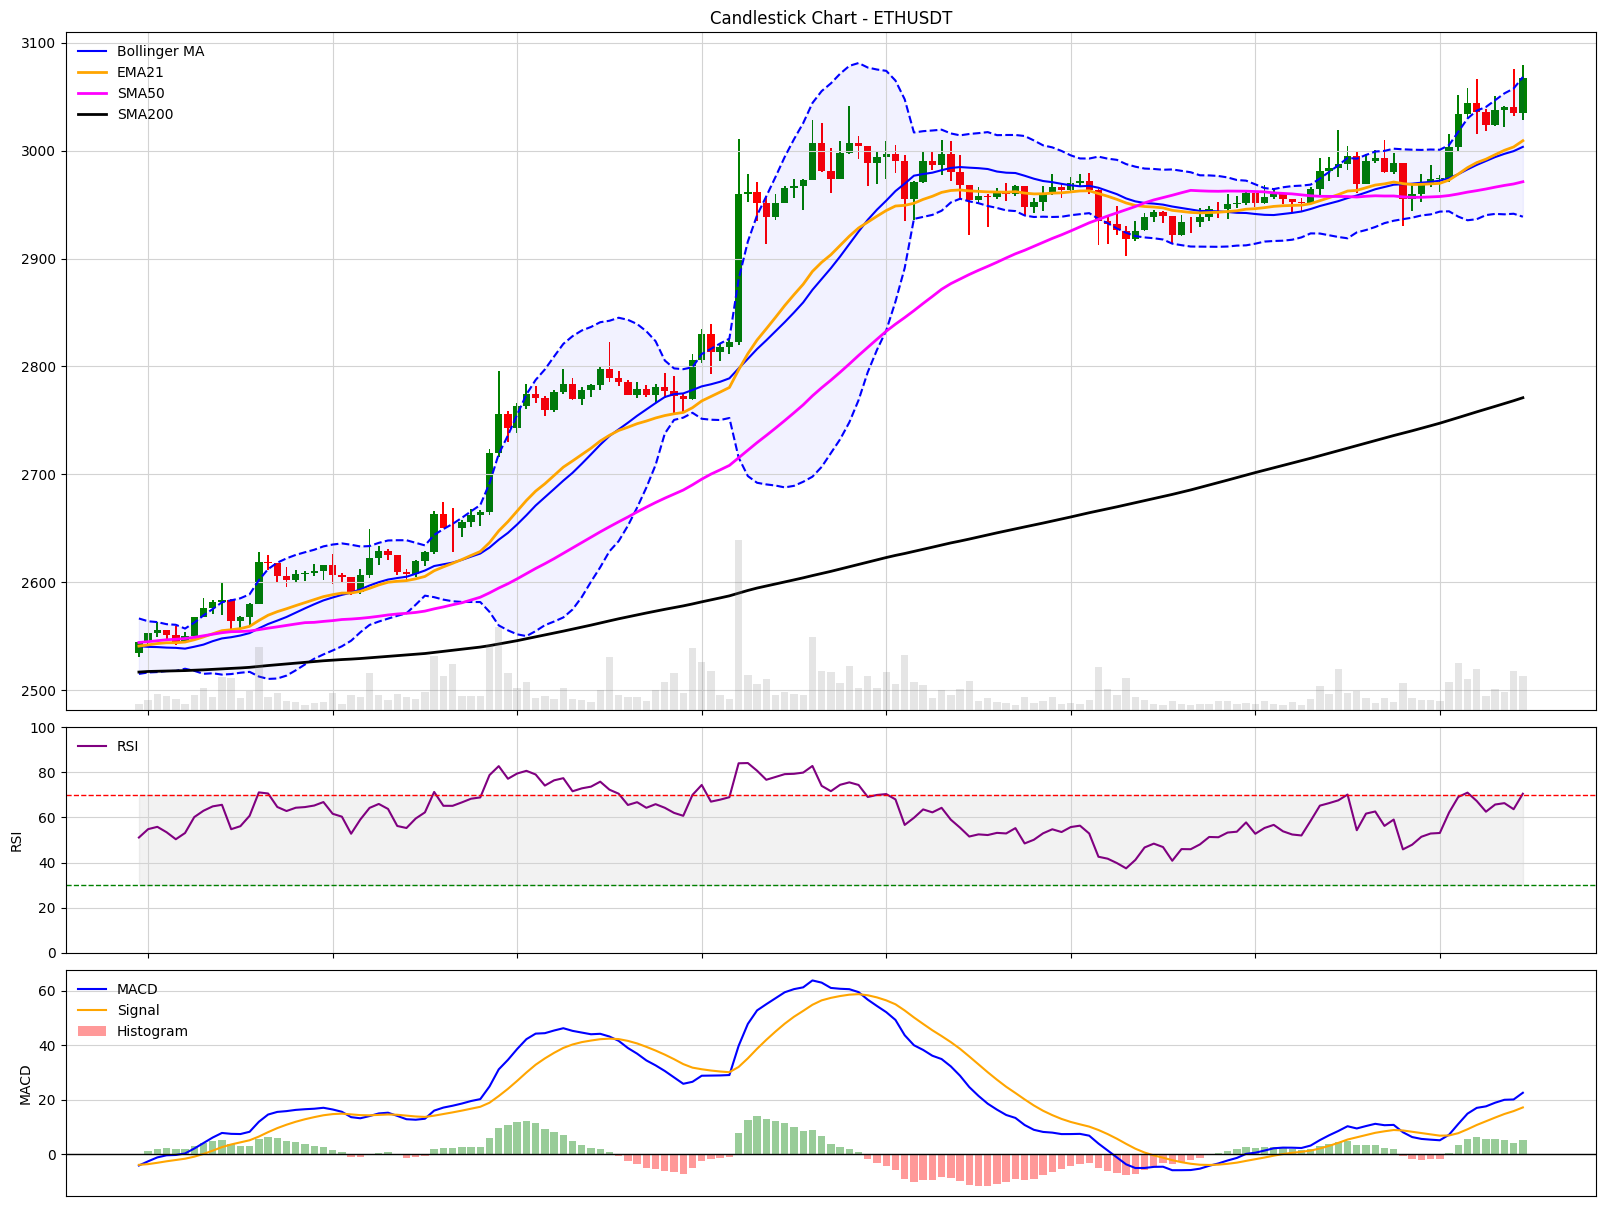 Candlestick Chart - ETHUSDT
Bollinger MA
EMA21
SMA50
SMA200
3100
3000
2900
2800
2700
2600
2500
RSI
100
80
60
40
20
0
RSI
MACD
Signal
Histogram
60
40
20
0
MACD